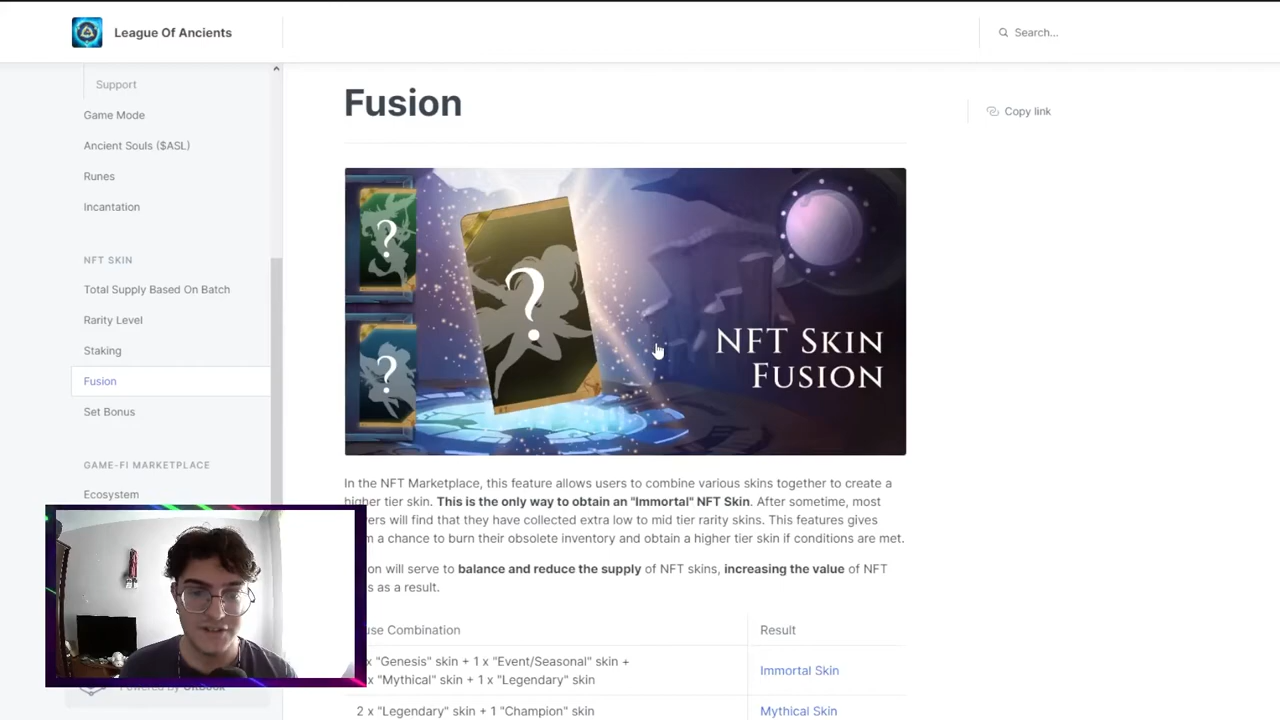 League Of Ancients
Search...
Support
Game Mode
Ancient Souls ($ASL)
Runes
Incantation
NFT SKIN
Total Supply Based On Batch
Rarity Level
Staking
Fusion
Set Bonus
GAME-FI MARKETPLACE
Ecosystem
Fusion
Copy link
?
?
?
NFT SKIN
FUSION
In the NFT Marketplace, this feature allows users to combine various skins together to create a
higher tier skin. This is the only way to obtain an "Immortal" NFT Skin. After sometime, most
will find that they have collected extra low to mid tier rarity skins. This features gives
a chance to burn their obsolete inventory and obtain a higher tier skin if conditions are met.
will serve to balance and reduce the supply of NFT skins, increasing the value of NFT
as a result.
Combination
Result
x "Genesis" skin + 1 x "Event/Seasonal" skin +
x "Mythical" skin + 1 x "Legendary" skin
Immortal Skin
2 x "Legendary" skin + 1 "Champion" skin
Mythical Skin